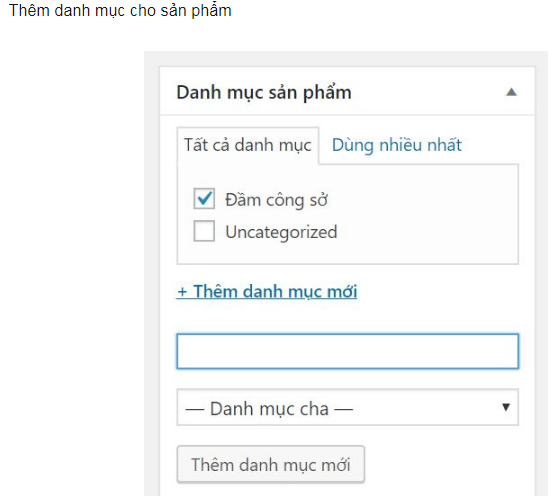 Thêm danh mục cho sản phẩm
Danh mục sản phẩm
Tất cả danh mục Dùng nhiều nhất
Đầm công sở
Uncategorized
+ Thêm danh mục mới
— Danh mục cha —
Thêm danh mục mới